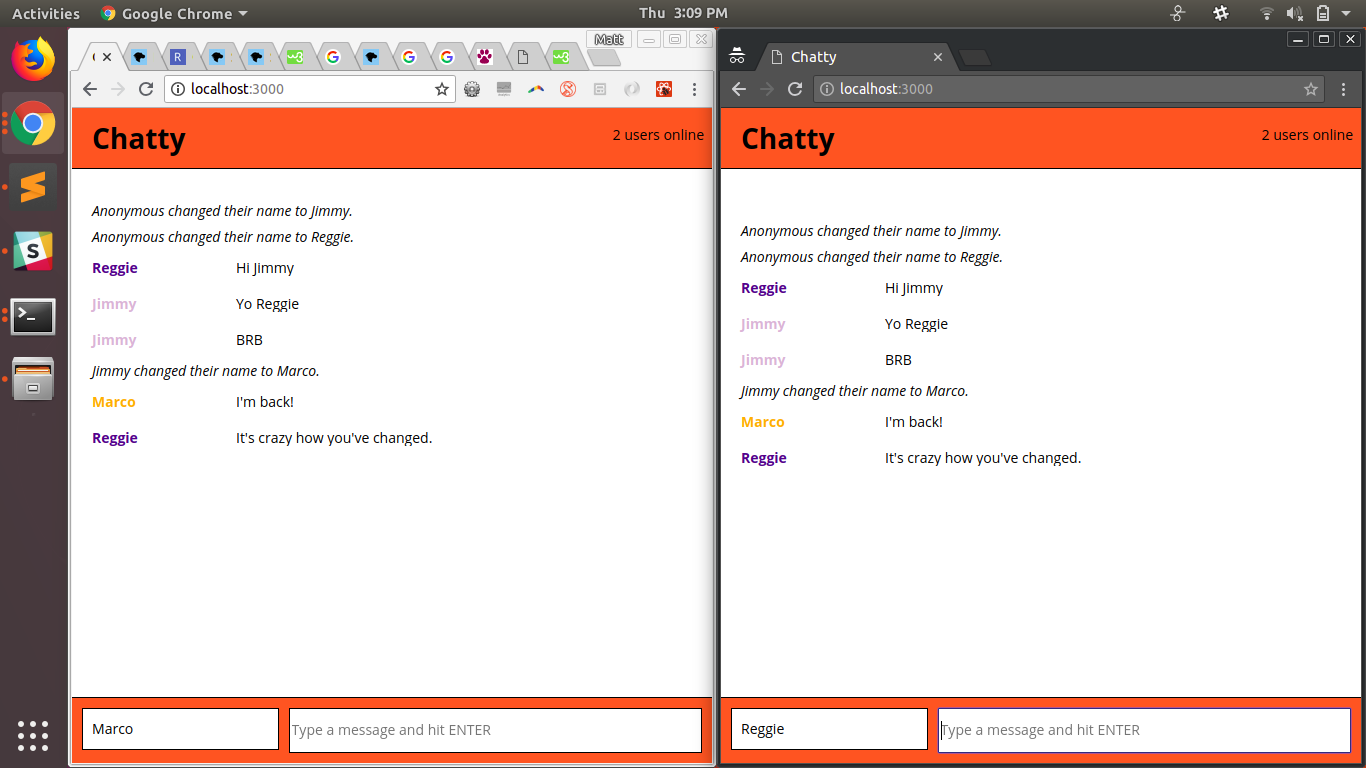 Activities Google Chrome Thu 3:09 PM
Matt
localhost:3000
Chatty 2 users online
Anonymous changed their name to Jimmy.
Anonymous changed their name to Reggie.
Reggie Hi Jimmy
Jimmy Yo Reggie
Jimmy BRB
Jimmy changed their name to Marco.
Marco I'm back!
Reggie It's crazy how you've changed.
Marco Type a message and hit ENTER
Chatty
localhost:3000
Chatty 2 users online
Anonymous changed their name to Jimmy.
Anonymous changed their name to Reggie.
Reggie Hi Jimmy
Jimmy Yo Reggie
Jimmy BRB
Jimmy changed their name to Marco.
Marco I'm back!
Reggie It's crazy how you've changed.
Reggie Type a message and hit ENTER